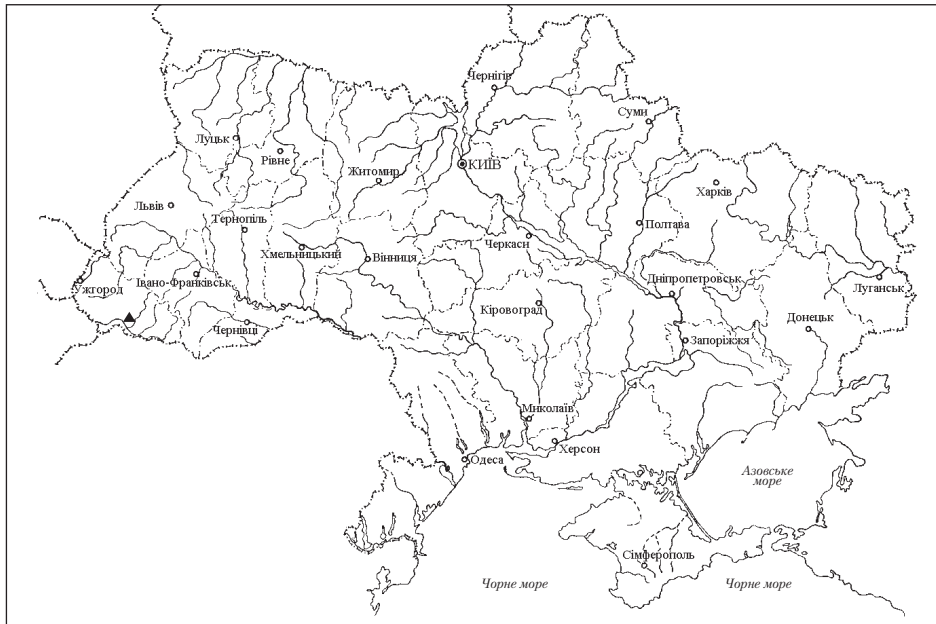 Чернігів
Суми
Луцьк
Рівне
КИЇВ
Житомир
Харків
Львів
Тернопіль
Полтава
Черкаси
Хмельницький
Вінниця
Ужгород
Івано-Франківськ
Дніпропетровськ
Луганськ
Кіровоград
Донецьк
Чернівці
Запоріжжя
Миколаїв
Херсон
Одеса
Азовське
море
Сімферополь
Чорне море
Чорне море